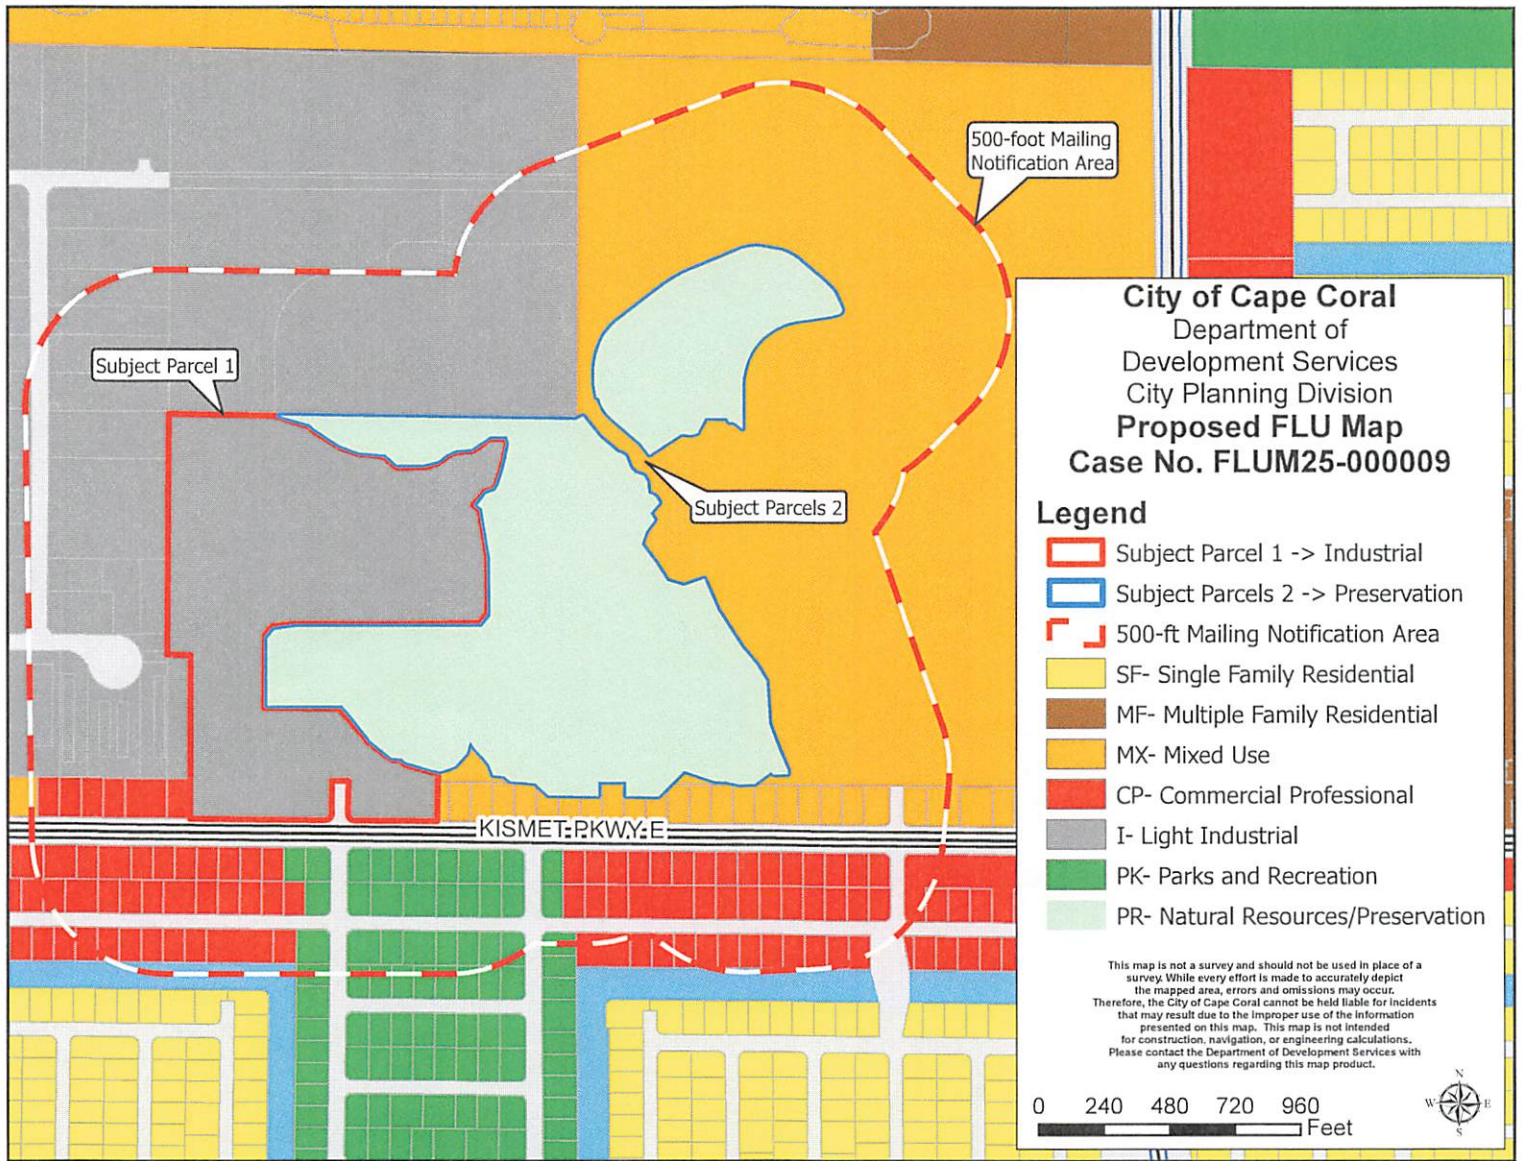 500-foot Mailing
Notification Area
Subject Parcel 1
Subject Parcels 2
KISMET PKWY E
City of Cape Coral
Department of
Development Services
City Planning Division
Proposed FLU Map
Case No. FLUM25-000009
Legend
Subject Parcel 1 -> Industrial
Subject Parcels 2 -> Preservation
500-ft Mailing Notification Area
SF- Single Family Residential
MF- Multiple Family Residential
MX- Mixed Use
CP- Commercial Professional
I- Light Industrial
PK- Parks and Recreation
PR- Natural Resources/Preservation
This map is not a survey and should not be used in place of a
survey. While every effort is made to accurately depict
the mapped area, errors and omissions may occur.
Therefore, the City of Cape Coral cannot be held liable for incidents
that may result due to the improper use of the information
presented on this map. This map is not intended
for construction, navigation, or engineering calculations.
Please contact the Department of Development Services with
any questions regarding this map product.
N
W E
S
0 240 480 720 960
Feet